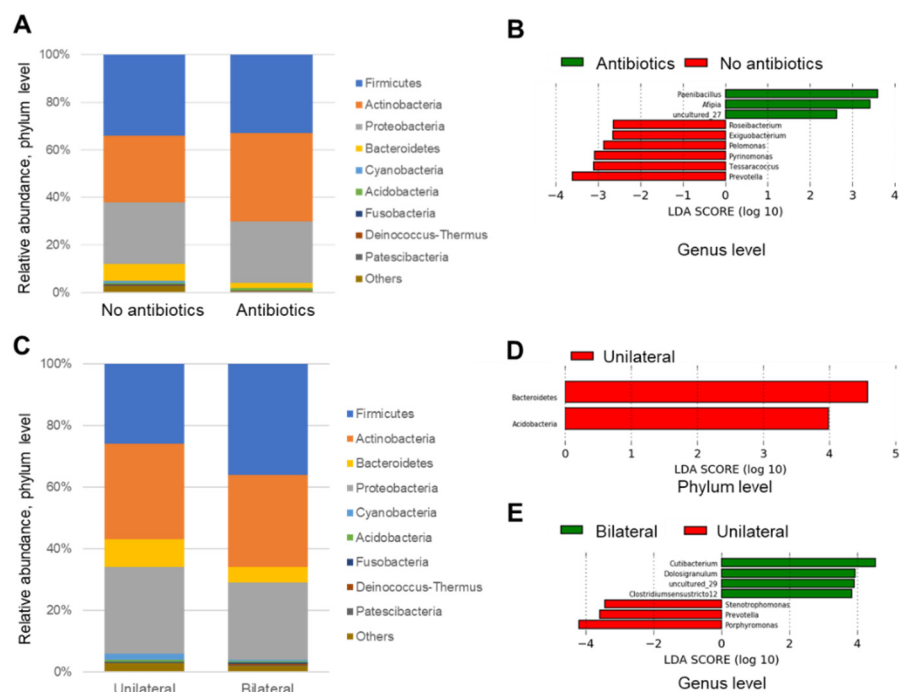 A
Relative abundance, phylum level
100%
80%
60%
40%
20%
0%
No antibiotics Antibiotics
Firmicutes
Actinobacteria
Proteobacteria
Bacteroidetes
Cyanobacteria
Acidobacteria
Fusobacteria
Deinococcus-Thermus
Patescibacteria
Others
B
Antibiotics No antibiotics
Paenibacillus
Afipia
uncultured_27
Roseibacterium
Exiguobacterium
Pelomonas
Pyrinomonas
Tessaracoccus
Prevotella
−4 −3 −2 −1 0 1 2 3 4
LDA SCORE (log 10)
Genus level
C
Relative abundance, phylum level
100%
80%
60%
40%
20%
0%
Unilateral Bilateral
Firmicutes
Actinobacteria
Bacteroidetes
Proteobacteria
Cyanobacteria
Acidobacteria
Fusobacteria
Deinococcus-Thermus
Patescibacteria
Others
D
Unilateral
Bacteroidetes
Acidobacteria
0 1 2 3 4 5
LDA SCORE (log 10)
Phylum level
E
Bilateral Unilateral
Cutibacterium
Dolosigranulum
uncultured_29
Clostridiumsensustricto12
Stenotrophomonas
Prevotella
Porphyromonas
−4 −2 0 2 4
LDA SCORE (log 10)
Genus level